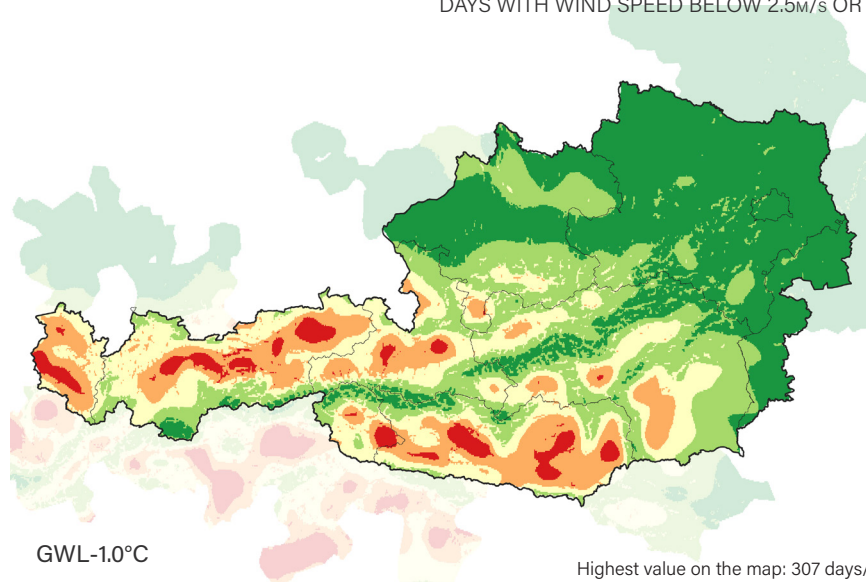 DAYS WITH WIND SPEED BELOW 2.5M/S OR
GWL-1.0°C
Highest value on the map: 307 days/